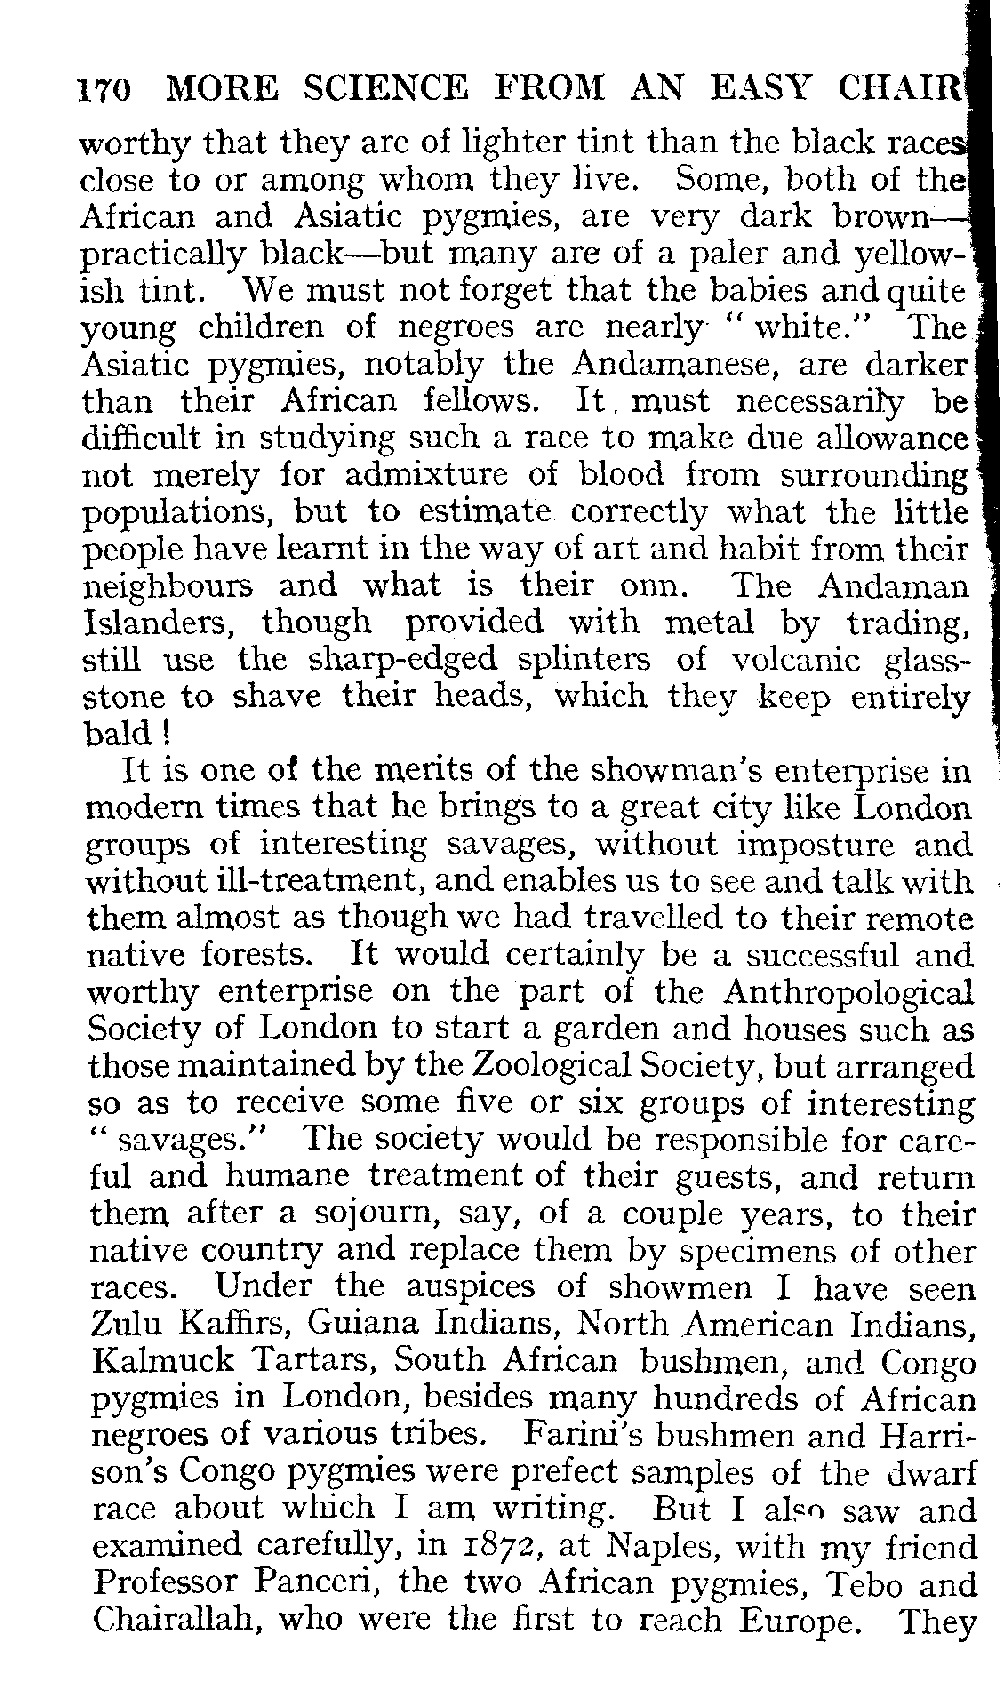 170 MORE SCIENCE FROM AN EASY CHAIR
worthy that they are of lighter tint than the black races
close to or among whom they live. Some, both of the
African and Asiatic pygmies, are very dark brown—
practically black—but many are of a paler and yellow-
ish tint. We must not forget that the babies and quite
young children of negroes are nearly “ white.” The
Asiatic pygmies, notably the Andamanese, are darker
than their African fellows. It must necessarily be
difficult in studying such a race to make due allowance
not merely for admixture of blood from surrounding
populations, but to estimate correctly what the little
people have learnt in the way of art and habit from their
neighbours and what is their onn. The Andaman
Islanders, though provided with metal by trading,
still use the sharp-edged splinters of volcanic glass-
stone to shave their heads, which they keep entirely
bald !
It is one of the merits of the showman's enterprise in
modern times that he brings to a great city like London
groups of interesting savages, without imposture and
without ill-treatment, and enables us to see and talk with
them almost as though we had travelled to their remote
native forests. It would certainly be a successful and
worthy enterprise on the part of the Anthropological
Society of London to start a garden and houses such as
those maintained by the Zoological Society, but arranged
so as to receive some five or six groups of interesting
“ savages.” The society would be responsible for care-
ful and humane treatment of their guests, and return
them after a sojourn, say, of a couple years, to their
native country and replace them by specimens of other
races. Under the auspices of showmen I have seen
Zulu Kaffirs, Guiana Indians, North American Indians,
Kalmuck Tartars, South African bushmen, and Congo
pygmies in London, besides many hundreds of African
negroes of various tribes. Farini's bushmen and Harri-
son's Congo pygmies were prefect samples of the dwarf
race about which I am writing. But I also saw and
examined carefully, in 1872, at Naples, with my friend
Professor Panceri, the two African pygmies, Tebo and
Chairallah, who were the first to reach Europe. They